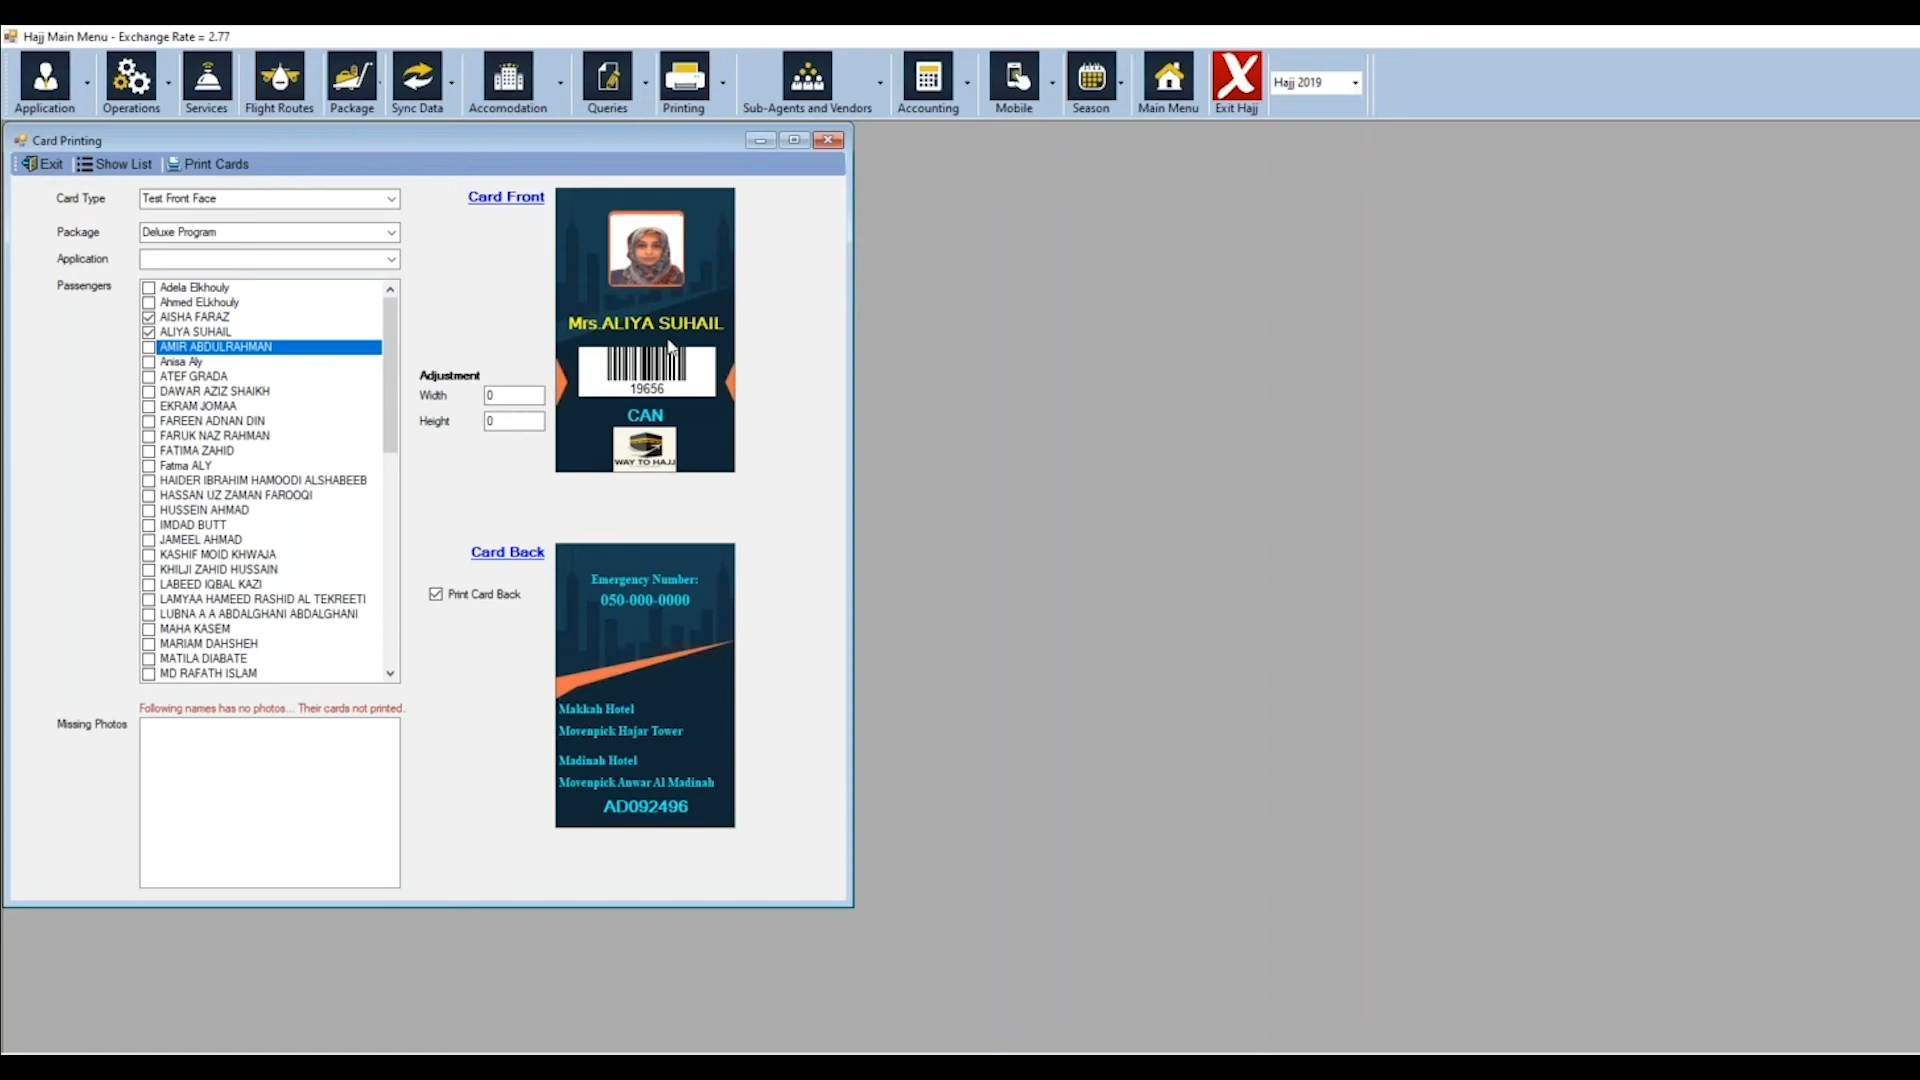 Hajj Main Menu - Exchange Rate = 2.77
Application Operations Services Flight Routes Package Sync Data Accomodation Queries Printing Sub-Agents and Vendors Accounting Mobile Season Main Menu Exit Hajj Hajj 2019
Card Printing
Exit Show List Print Cards
Card Type Test Front Face
Package Deluxe Program
Application
Passengers
Adela Elkhouly
Ahmed ELkhouly
AISHA FARAZ
ALIYA SUHAIL
AMIR ABDULRAHMAN
Anisa Aly
ATEF GRADA
DAWAR AZIZ SHAIKH
EKRAM JOMAA
FAREEN ADNAN DIN
FARUK NAZ RAHMAN
FATIMA ZAHID
Fatma ALY
HAIDER IBRAHIM HAMOODI ALSHABEEB
HASSAN UZ ZAMAN FAROOQI
HUSSEIN AHMAD
IMDAD BUTT
JAMEEL AHMAD
KASHIF MOID KHWAJA
KHILJI ZAHID HUSSAIN
LABEED IQBAL KAZI
LAMYAA HAMEED RASHID AL TEKREETI
LUBNA A A ABDALGHANI ABDALGHANI
MAHA KASEM
MARIAM DAHSHEH
MATILA DIABATE
MD RAFATH ISLAM
Following names has no photos... Their cards not printed.
Missing Photos
Card Front
Mrs.ALIYA SUHAIL
19656
CAN
WAY TO HAJJ
Adjustment
Width 0
Height 0
Card Back
Print Card Back
Emergency Number:
050-000-0000
Makkah Hotel
Movenpick Hajar Tower
Madinah Hotel
Movenpick Anwar Al Madinah
AD092496